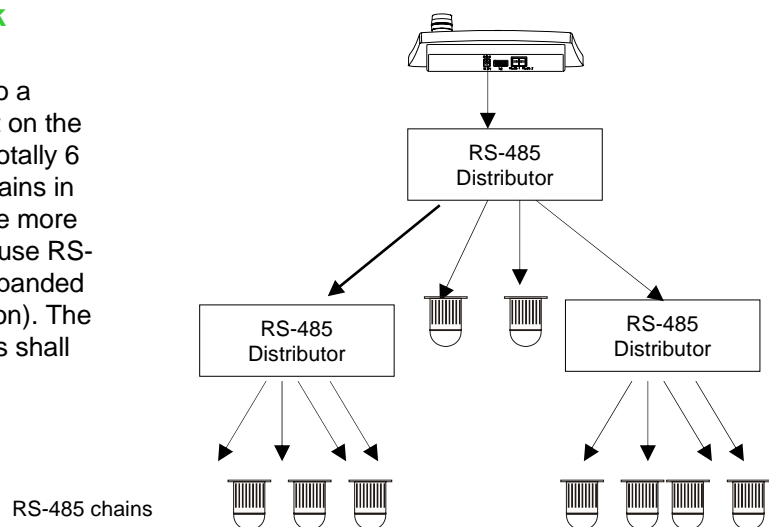 k
o a
t on the
otally 6
ains in
e more
use RS-
panded
on). The
s shall
RS-485
Distributor
RS-485
Distributor
RS-485
Distributor
RS-485 chains